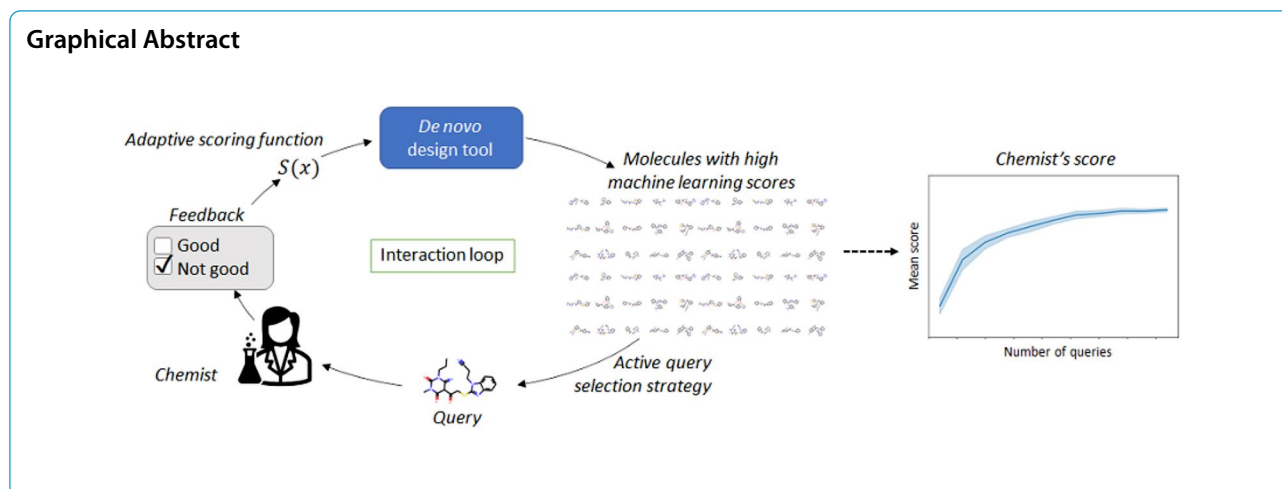 Graphical Abstract
Adaptive scoring function
S(x)
De novo
design tool
Molecules with high
machine learning scores
Chemist's score
Mean score
Number of queries
Feedback
Good
Not good
Interaction loop
Chemist
Query
Active query
selection strategy